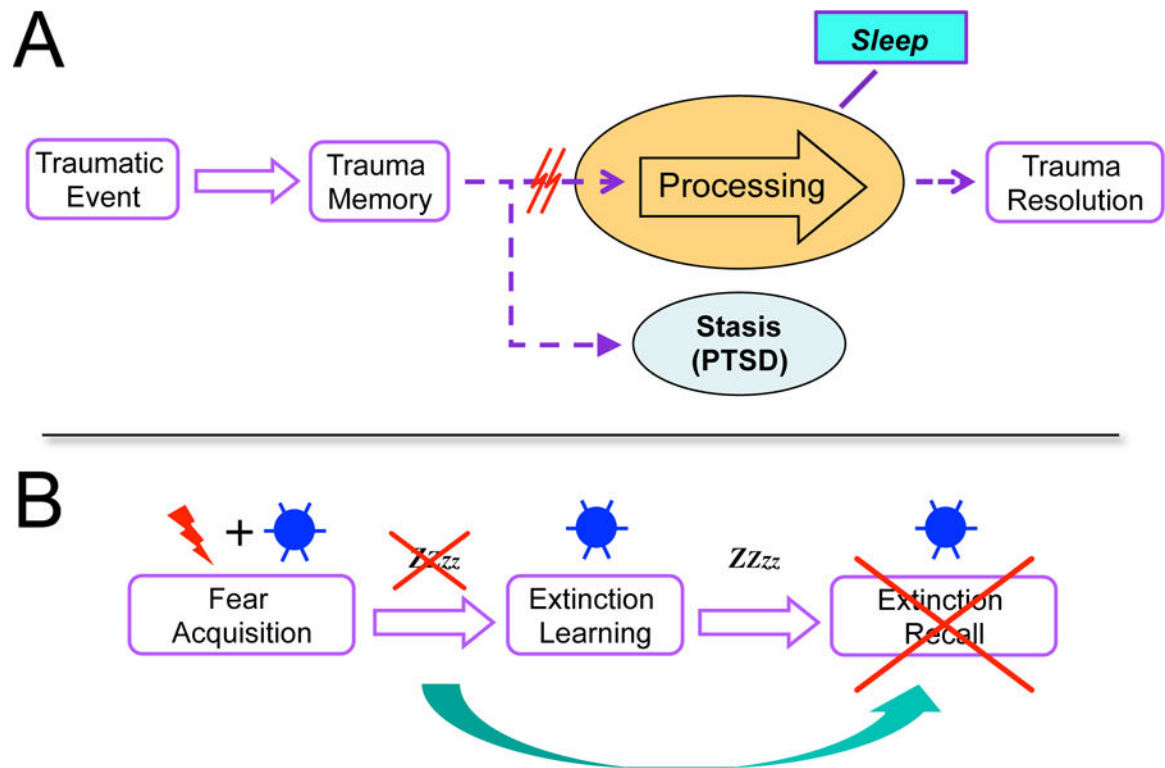 A
Sleep
Traumatic
Event
Trauma
Memory
Processing
Trauma
Resolution
Stasis
(PTSD)
B
+
ZZzz
ZZzz
Fear
Acquisition
Extinction
Learning
Extinction
Recall